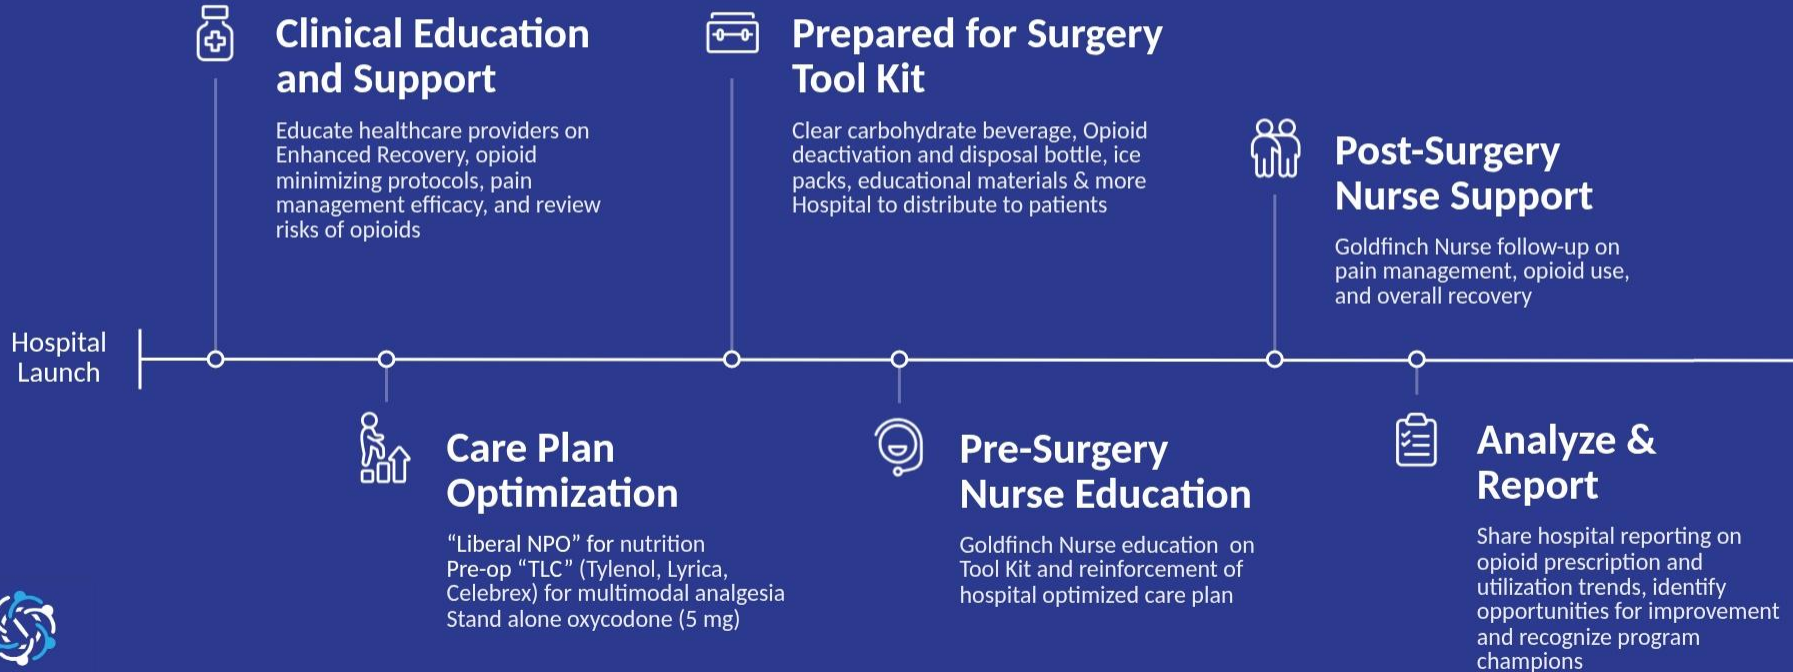 Clinical Education
and Support
Educate healthcare providers on
Enhanced Recovery, opioid
minimizing protocols, pain
management efficacy, and review
risks of opioids
Prepared for Surgery
Tool Kit
Clear carbohydrate beverage, Opioid
deactivation and disposal bottle, ice
packs, educational materials & more
Hospital to distribute to patients
Post-Surgery
Nurse Support
Goldfinch Nurse follow-up on
pain management, opioid use,
and overall recovery
Hospital
Launch
Care Plan
Optimization
“Liberal NPO” for nutrition
Pre-op “TLC” (Tylenol, Lyrica,
Celebrex) for multimodal analgesia
Stand alone oxycodone (5 mg)
Pre-Surgery
Nurse Education
Goldfinch Nurse education on
Tool Kit and reinforcement of
hospital optimized care plan
Analyze &
Report
Share hospital reporting on
opioid prescription and
utilization trends, identify
opportunities for improvement
and recognize program
champions